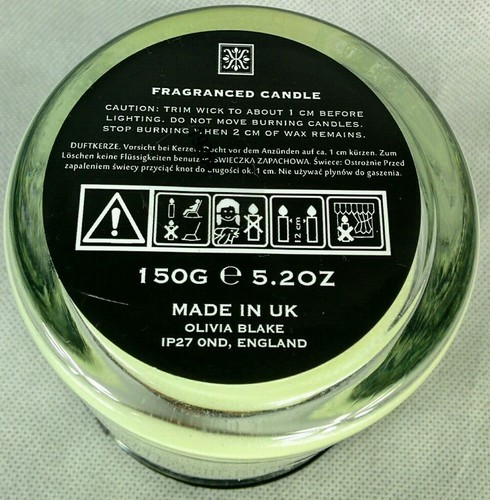 FRAGRANCED CANDLE
CAUTION: TRIM WICK TO ABOUT 1 CM BEFORE
LIGHTING. DO NOT MOVE BURNING CANDLES.
STOP BURNING WHEN 2 CM OF WAX REMAINS.
DUFTKERZE. Vorsicht bei Kerzen. Docht vor dem Anzünden auf ca. 1 cm kürzen. Zum
Löschen keine Flüssigkeiten benutzen. ŚWIECZKA ZAPACHOWA. Świece: Ostrożnie Przed
zapaleniem świecy przyciąć knot do długości ok. 1 cm. Nie używać płynów do gaszenia.
12 cm
150G ℮ 5.2OZ
MADE IN UK
OLIVIA BLAKE
IP27 0ND, ENGLAND